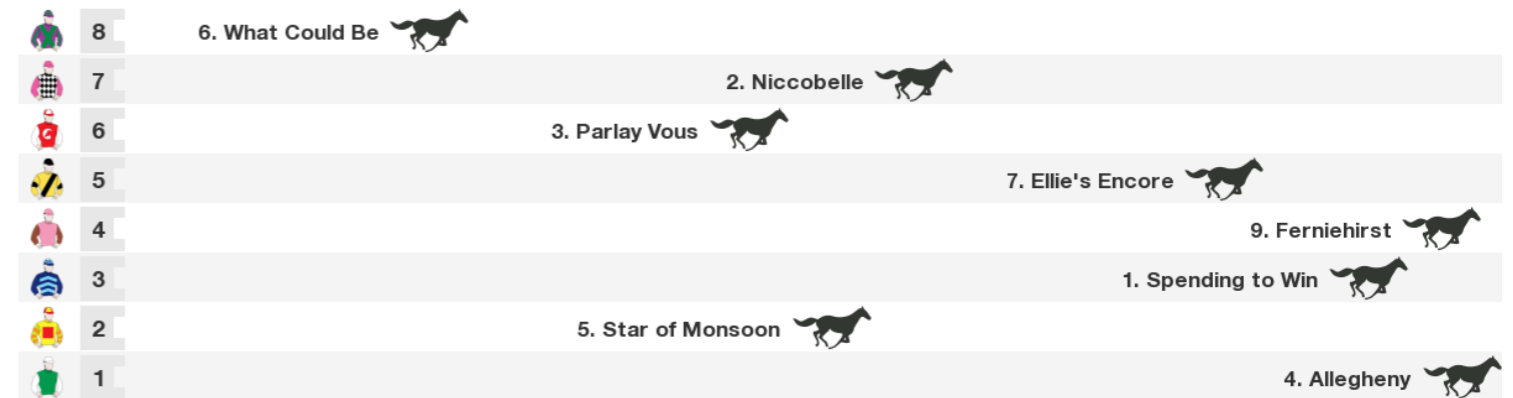 8 6. What Could Be
7 2. Niccobelle
6 3. Parlay Vous
5 7. Ellie's Encore
4 9. Ferniehirst
3 1. Spending to Win
2 5. Star of Monsoon
1 4. Allegheny